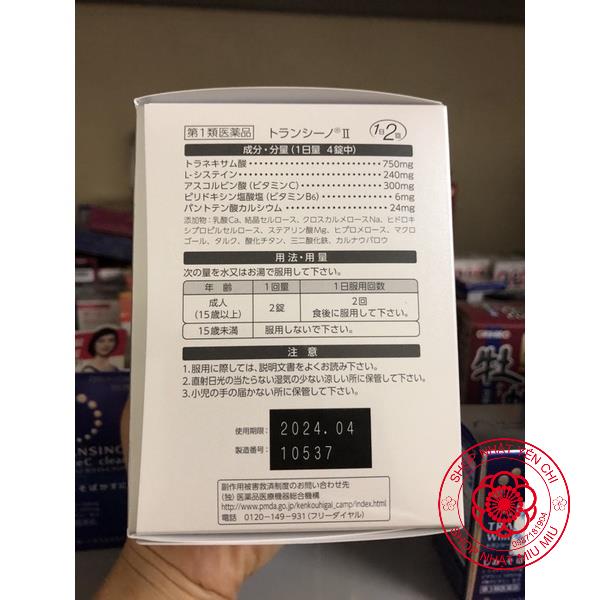 第1類医薬品 トランシーノ®Ⅱ 1日2回
成分・分量(1日量 4錠中)
トラネキサム酸 750mg
L-システイン 240mg
アスコルビン酸(ビタミンC) 300mg
ピリドキシン塩酸塩(ビタミンB6) 6mg
パントテン酸カルシウム 24mg
添加物:乳酸Ca、結晶セルロース、クロスカルメロースNa、ヒドロキ
シプロピルセルロース、ステアリン酸Mg、ヒプロメロース、マクロ
ゴール、タルク、酸化チタン、三二酸化鉄、カルナウバロウ
用法・用量
次の量を水又はお湯で服用して下さい。
年齢 1回量 1日服用回数
成人
(15歳以上) 2錠 2回
食後に服用して下さい。
15歳未満 服用しないで下さい。
注意
1.服用に際しては、説明文書をよくお読み下さい。
2.直射日光の当たらない湿気の少ない涼しい所に保管して下さい。
3.小児の手の届かない所に保管して下さい。
使用期限: 2024.04
製造番号: 10537
副作用被害救済制度のお問い合わせ先
(独)医薬品医療機器総合機構
http://www.pmda.go.jp/kenkouhigai_camp/index.html
電話 0120-149-931(フリーダイヤル)
SHOP NHẬT YẾN CHI
0927181904
NHẬT MIU MIU